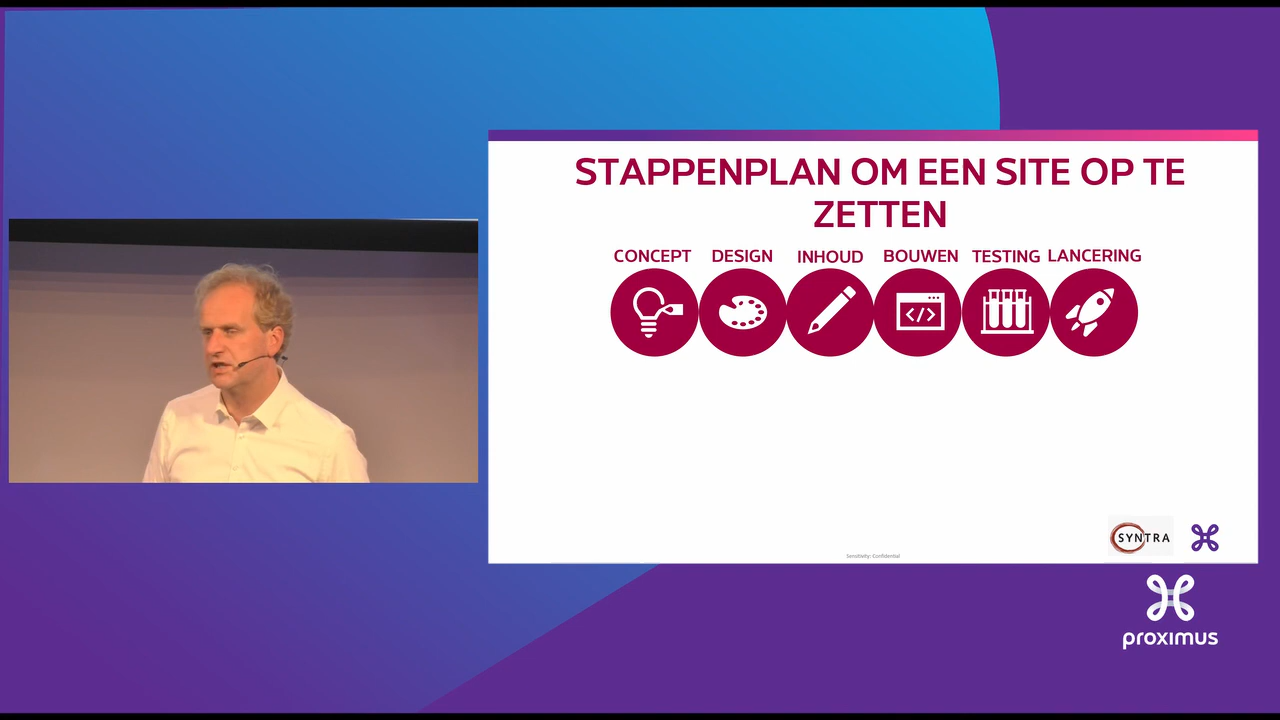 STAPPENPLAN OM EEN SITE OP TE
ZETTEN
CONCEPT DESIGN INHOUD BOUWEN TESTING LANCERING
SYNTRA
Sensitivity: Confidential
proximus